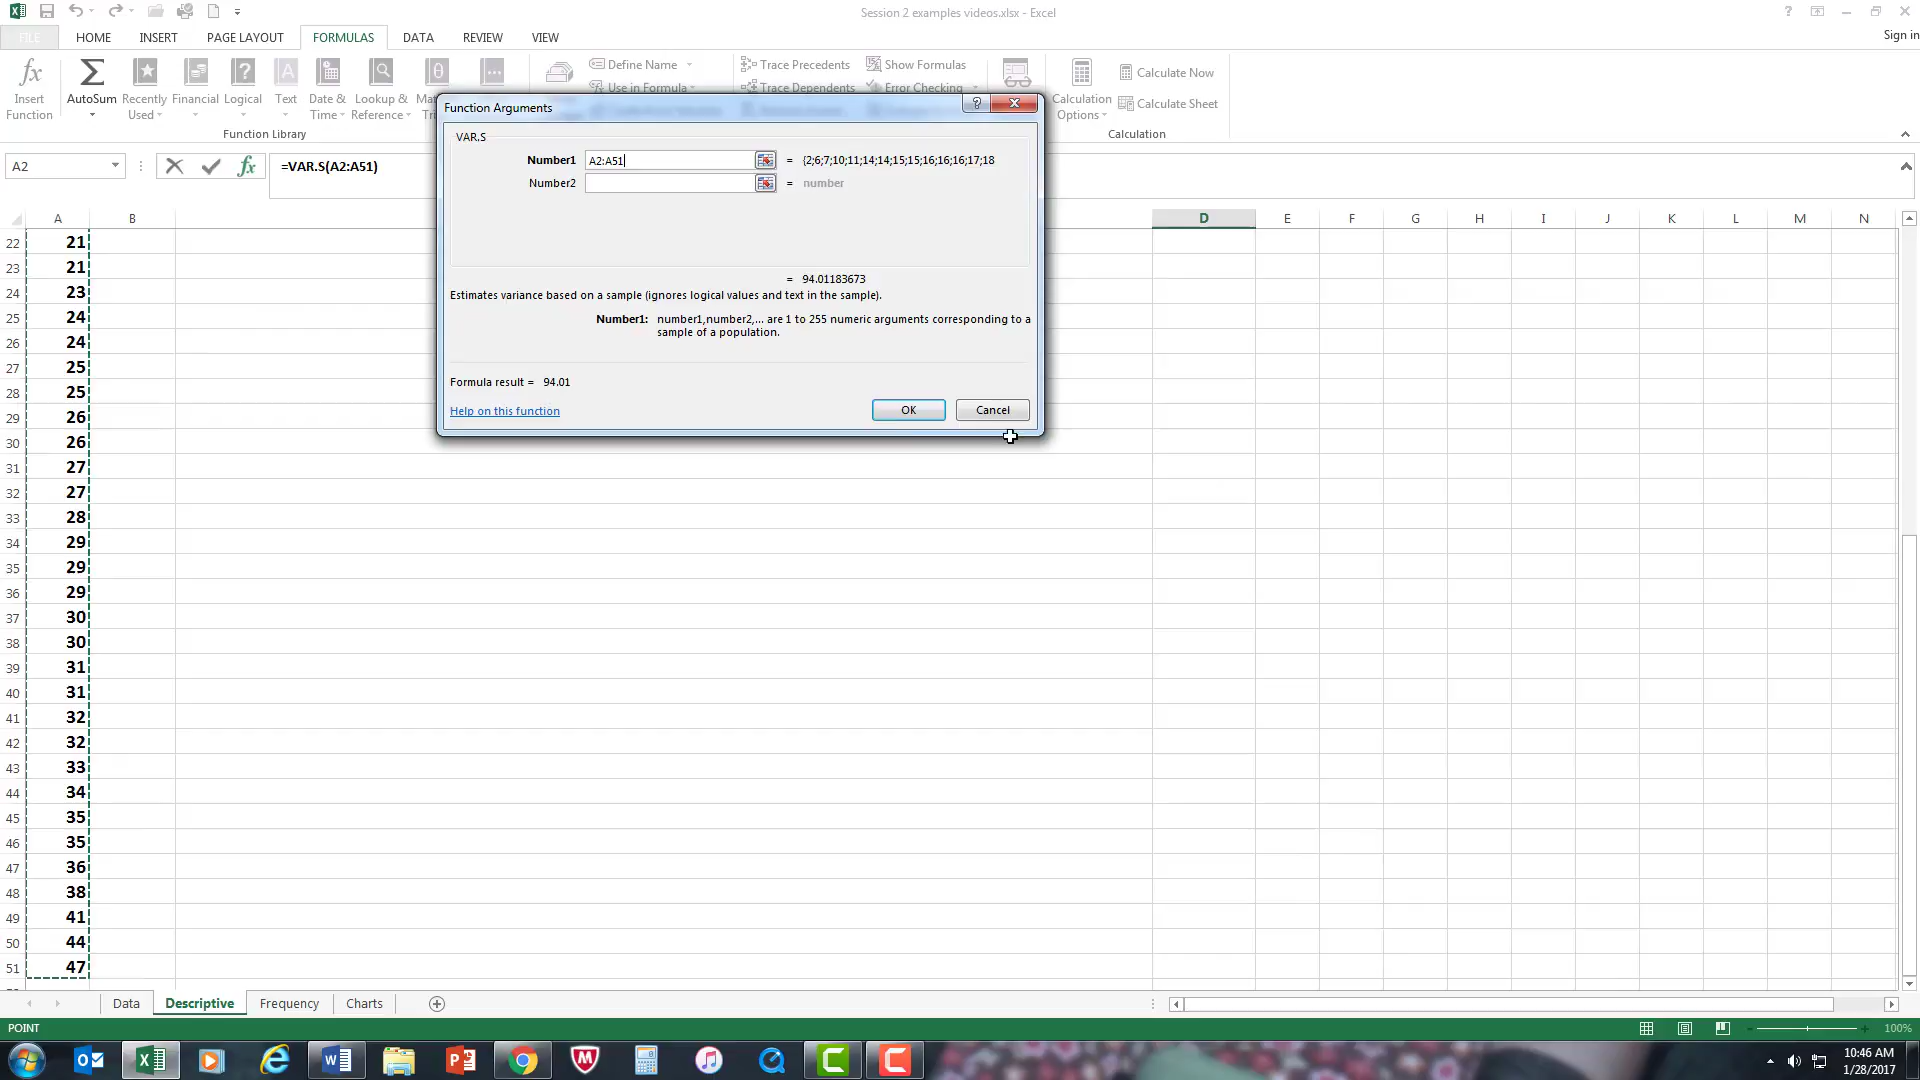 Session 2 examples videos.xlsx - Excel
?
FILE HOME INSERT PAGE LAYOUT FORMULAS DATA REVIEW VIEW Sign in
Insert Function
AutoSum
Recently Used
Financial
Logical
Text
Date & Time
Lookup & Reference
Define Name
Use in Formula
Trace Precedents
Trace Dependents
Show Formulas
Error Checking
Calculation Options
Calculate Now
Calculate Sheet
Function Library
Calculation
Function Arguments
?
VAR.S
Number1 A2:A51 = {2;6;7;10;11;14;14;15;15;16;16;16;17;18
Number2 = number
= 94.01183673
Estimates variance based on a sample (ignores logical values and text in the sample).
Number1: number1,number2,... are 1 to 255 numeric arguments corresponding to a
sample of a population.
Formula result = 94.01
Help on this function
OK Cancel
A2 fx =VAR.S(A2:A51)
A B D E F G H I J K L M N
22 21
23 21
24 23
25 24
26 24
27 25
28 25
29 26
30 26
31 27
32 27
33 28
34 29
35 29
36 29
37 30
38 30
39 31
40 31
41 32
42 32
43 33
44 34
45 35
46 35
47 36
48 38
49 41
50 44
51 47
Data Descriptive Frequency Charts
POINT 100%
10:46 AM
1/28/2017